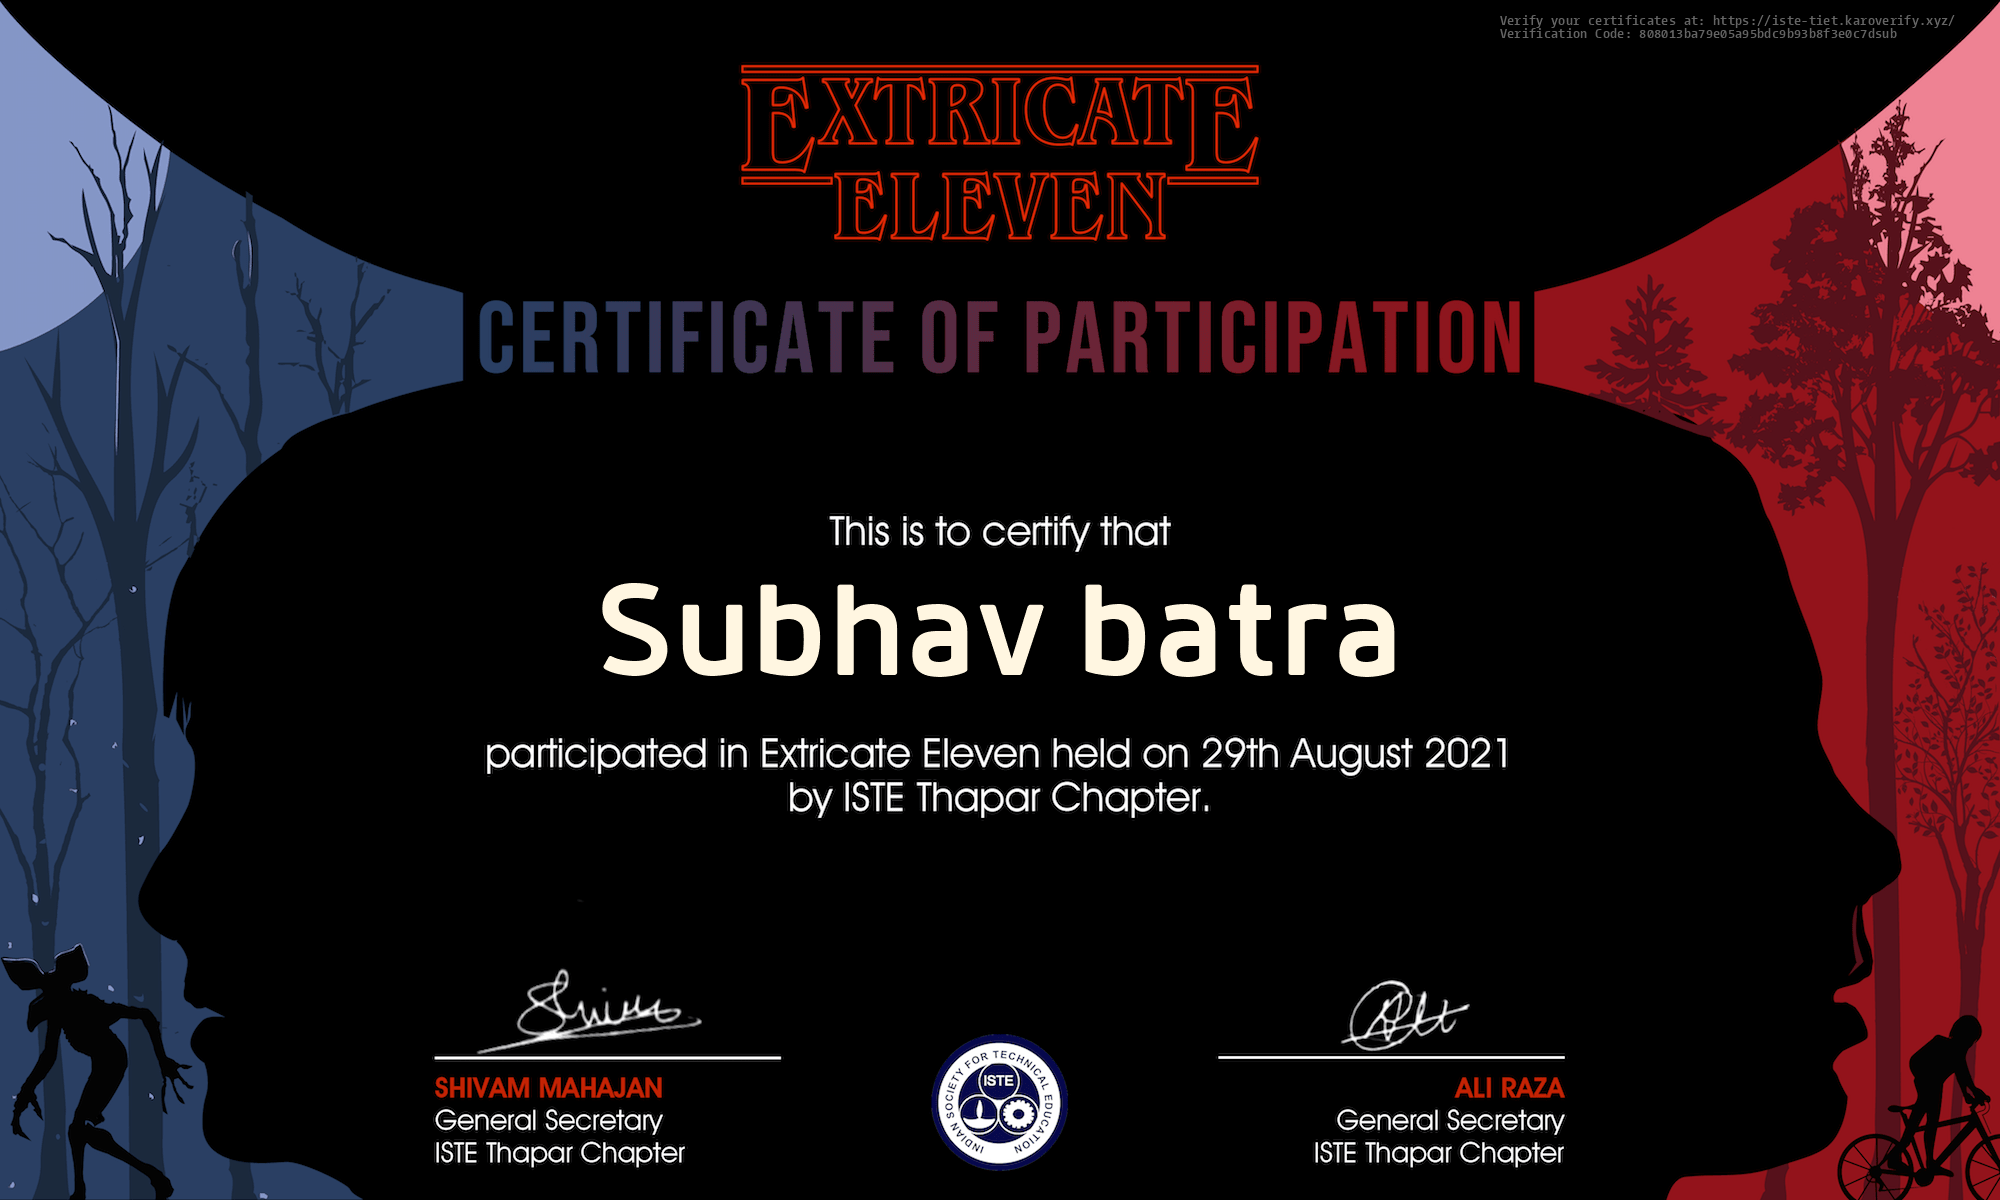 Verify your certificates at: https://iste-tiet.karoverify.xyz/
Verification Code: 808013ba79e05a95bdc9b93b8f3e0c7dsub
EXTRICATE
ELEVEN
CERTIFICATE OF PARTICIPATION
This is to certify that
Subhav batra
participated in Extricate Eleven held on 29th August 2021
by ISTE Thapar Chapter.
SHIVAM MAHAJAN
General Secretary
ISTE Thapar Chapter
INDIAN SOCIETY FOR TECHNICAL EDUCATION
ISTE
ALI RAZA
General Secretary
ISTE Thapar Chapter